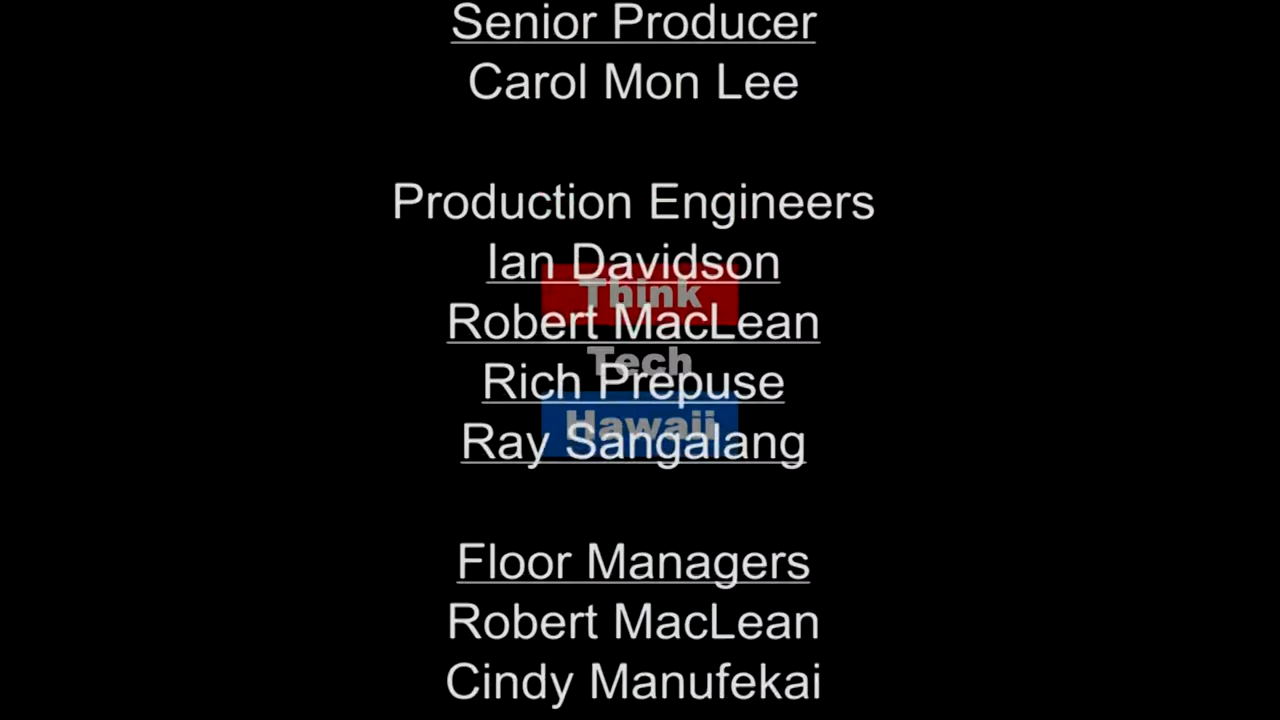 Senior Producer
Carol Mon Lee
Production Engineers
Ian Davidson
Think
Robert MacLean
Tech
Rich Prepuse
Hawaii
Ray Sangalang
Floor Managers
Robert MacLean
Cindy Manufekai